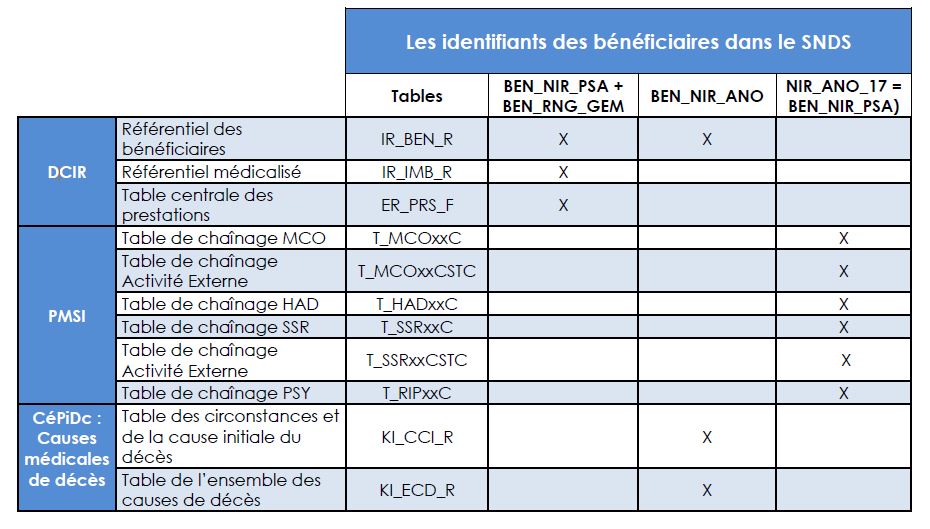 Les identifiants des bénéficiaires dans le SNDS
Tables
BEN_NIR_PSA +
BEN_RNG_GEM
BEN_NIR_ANO
NIR_ANO_17 =
BEN_NIR_PSA)
DCIR
Référentiel des
bénéficiaires
IR_BEN_R
X
X
Référentiel médicalisé
IR_IMB_R
X
Table centrale des
prestations
ER_PRS_F
X
PMSI
Table de chaînage MCO
T_MCOxxC
X
Table de chaînage
Activité Externe
T_MCOxxCSTC
X
Table de chaînage HAD
T_HADxxC
X
Table de chaînage SSR
T_SSRxxC
X
Table de chaînage
Activité Externe
T_SSRxxCSTC
X
Table de chaînage PSY
T_RIPxxC
X
CéPiDc :
Causes
médicales
de décès
Table des circonstances et
de la cause initiale du
décès
KI_CCI_R
X
Table de l'ensemble des
causes de décès
KI_ECD_R
X